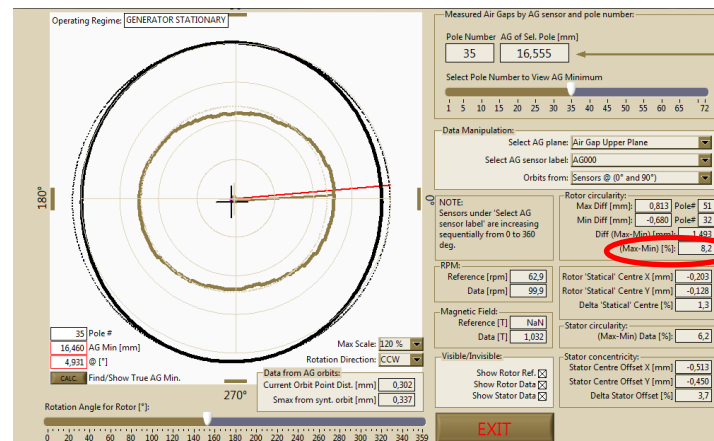 Operating Regime: GENERATOR STATIONARY
180°
0°
270°
35 Pole #
16,460 AG Min [mm]
4,931 @ [°]
CALC. Find/Show True AG Min.
Max Scale: 120 %
Rotation Direction: CCW
Data from AG orbits:
Current Orbit Point Dist. [mm] 0,302
Smax from synt. orbit [mm] 0,337
Rotation Angle for Rotor [°]:
0 20 40 60 80 100 120 140 160 180 200 220 240 260 280 300 320 340 359
Measured Air Gaps by AG sensor and pole number:
Pole Number AG of Sel. Pole [mm]
35 16,555
Select Pole Number to View AG Minimum
1 5 10 15 20 25 30 35 40 45 50 55 60 65 72
Data Manipulation:
Select AG plane: Air Gap Upper Plane
Select AG sensor label: AG000
Orbits from: Sensors @ (0° and 90°)
NOTE:
Sensors under 'Select AG
sensor label' are increasing
sequentially from 0 to 360
deg.
Rotor circularity:
Max Diff [mm]: 0,813 Pole# 51
Min Diff [mm]: -0,680 Pole# 32
Diff (Max-Min) [mm]: 1,493
(Max-Min) [%]: 8,2
RPM:
Reference [rpm] 62,9
Data [rpm] 99,9
Rotor 'Statical' Centre X [mm] -0,203
Rotor 'Statical' Centre Y [mm] -0,128
Delta 'Statical' Centre [%] 1,3
Magnetic Field:
Reference [T] NaN
Data [T] 1,032
Stator circularity:
(Max-Min) Data [%] 6,2
Visible/Invisible:
Show Rotor Ref.
Show Rotor Data
Show Stator Data
Stator concentricity:
Stator Centre Offset X [mm] -0,513
Stator Centre Offset Y [mm] -0,450
Delta Stator Offset [%] 3,7
EXIT